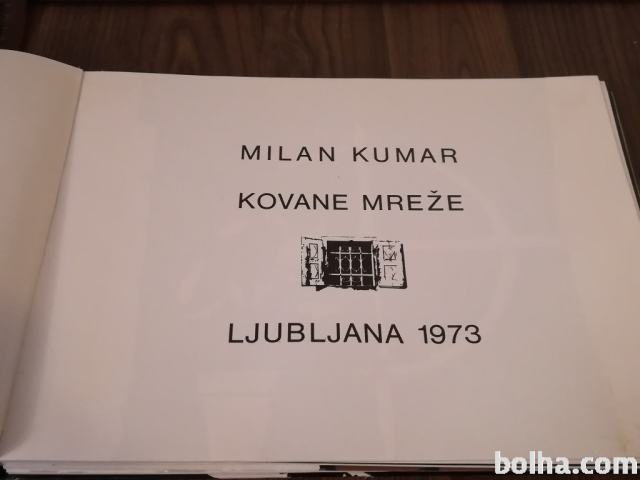 MILAN KUMAR
KOVANE MREŽE
LJUBLJANA 1973
bolha.com